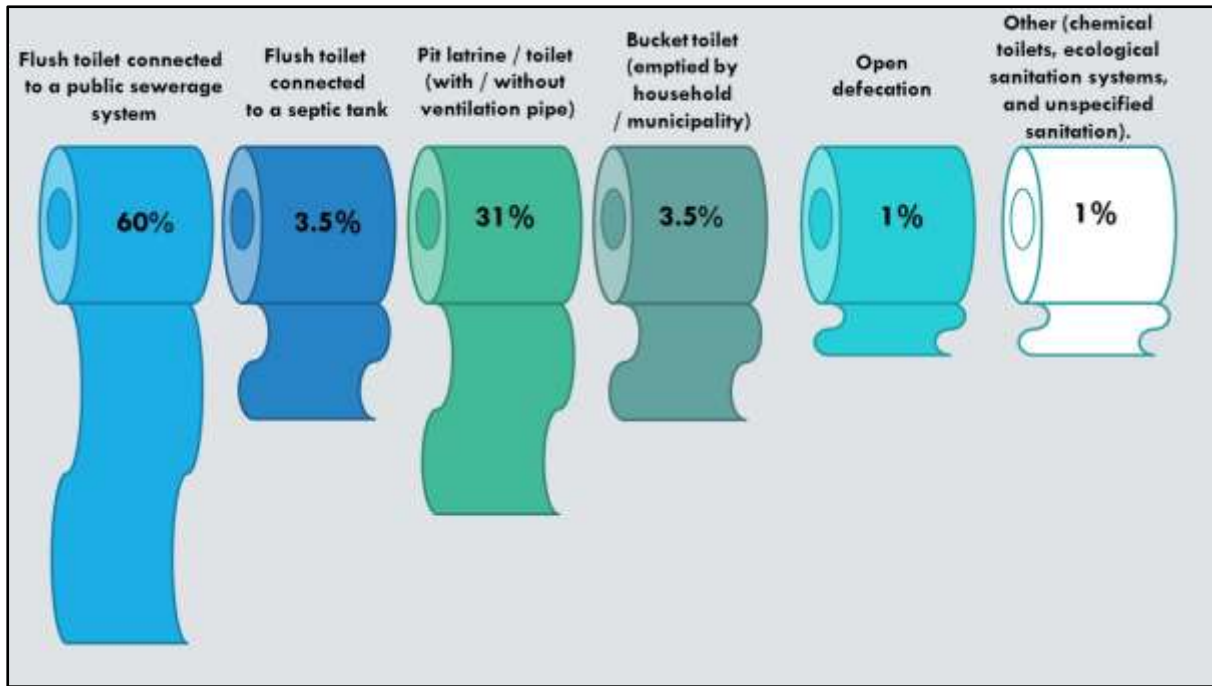 Flush toilet connected
to a public sewerage
system
Flush toilet
connected
to a septic tank
Pit latrine / toilet
(with / without
ventilation pipe)
Bucket toilet
(emptied by
household
/ municipality)
Open
defecation
Other (chemical
toilets, ecological
sanitation systems,
and unspecified
sanitation).
60%
3.5%
31%
3.5%
1%
1%